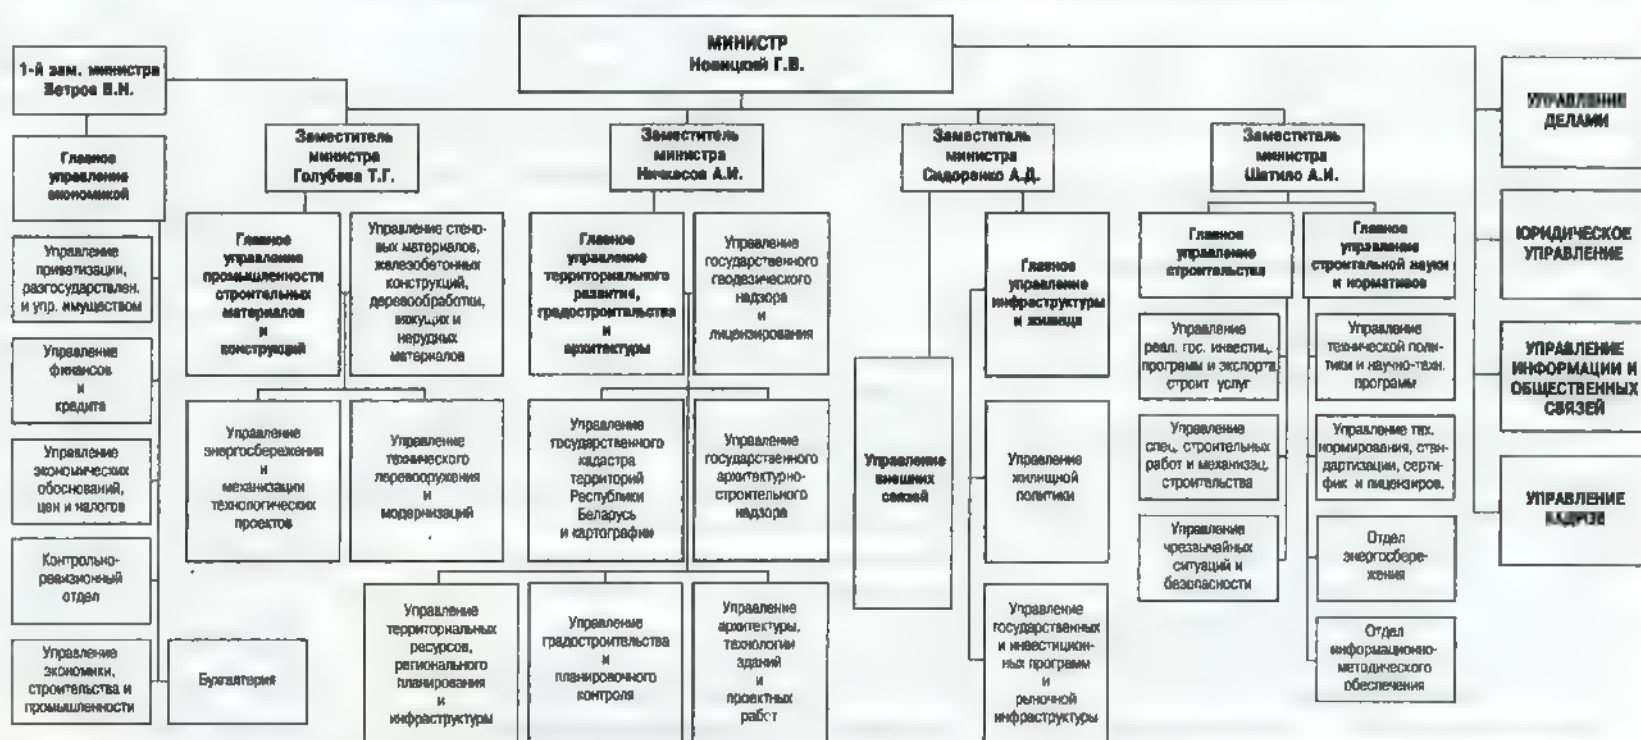 МИНИСТР
Новицкий Г.В.
1-й зам. министра
Ветров В.Н.
Главное
управление
экономикой
Управление
приватизации,
разгосударствлен.
и упр. имуществом
Управление
финансов
и
кредита
Управление
экономических
обоснований,
цен и налогов
Контрольно-
ревизионный
отдел
Управление
экономики,
строительства и
промышленности
Бухгалтерия
Заместитель
министра
Голубева Т.Г.
Главное
управление
промышленности
строительных
материалов
и
конструкций
Управление стено-
вых материалов,
железобетонных
конструкций,
деревообработки,
вяжущих и
нерудных
материалов
Управление
энергосбережения
и
механизации
технологических
проектов
Управление
технического
перевооружения
и
модернизаций
Заместитель
министра
Ничкасов А.И.
Главное
управление
территориального
развития,
градостроительства
и
архитектуры
Управление
государственного
геодезического
надзора
и
лицензирования
Управление
государственного
кадастра
территорий
Республики
Беларусь
и картографии
Управление
государственного
архитектурно-
строительного
надзора
Управление
территориальных
ресурсов,
регионального
планирования
и
инфраструктуры
Управление
градостроительства
и
планировочного
контроля
Управление
архитектуры,
технологии
зданий
и
проектных
работ
Заместитель
министра
Сидоренко А.Д.
Управление
внешних
связей
Главное
управление
инфраструктуры
и жилища
Управление
жилищной
политики
Управление
государственных
и инвестицион-
ных программ
и
рыночной
инфраструктуры
Заместитель
министра
Шатило А.И.
Главное
управление
строительства
Управление
реал. гос. инвестиц.
программ и экспорта
строит. услуг
Управление
спец. строительных
работ и механизац.
строительства
Управление
чрезвычайных
ситуаций и
безопасности
Главное
управление
строительной науки
и нормативов
Управление
технической поли-
тики и научно-техн.
программ
Управление тех.
нормирования, стан-
дартизации, серти-
фик. и лицензиров.
Отдел
энергосбере-
жения
Отдел
информационно-
методического
обеспечения
УПРАВЛЕНИЕ
ДЕЛАМИ
ЮРИДИЧЕСКОЕ
УПРАВЛЕНИЕ
УПРАВЛЕНИЕ
ИНФОРМАЦИИ И
ОБЩЕСТВЕННЫХ
СВЯЗЕЙ
УПРАВЛЕНИЕ
КАДРОВ